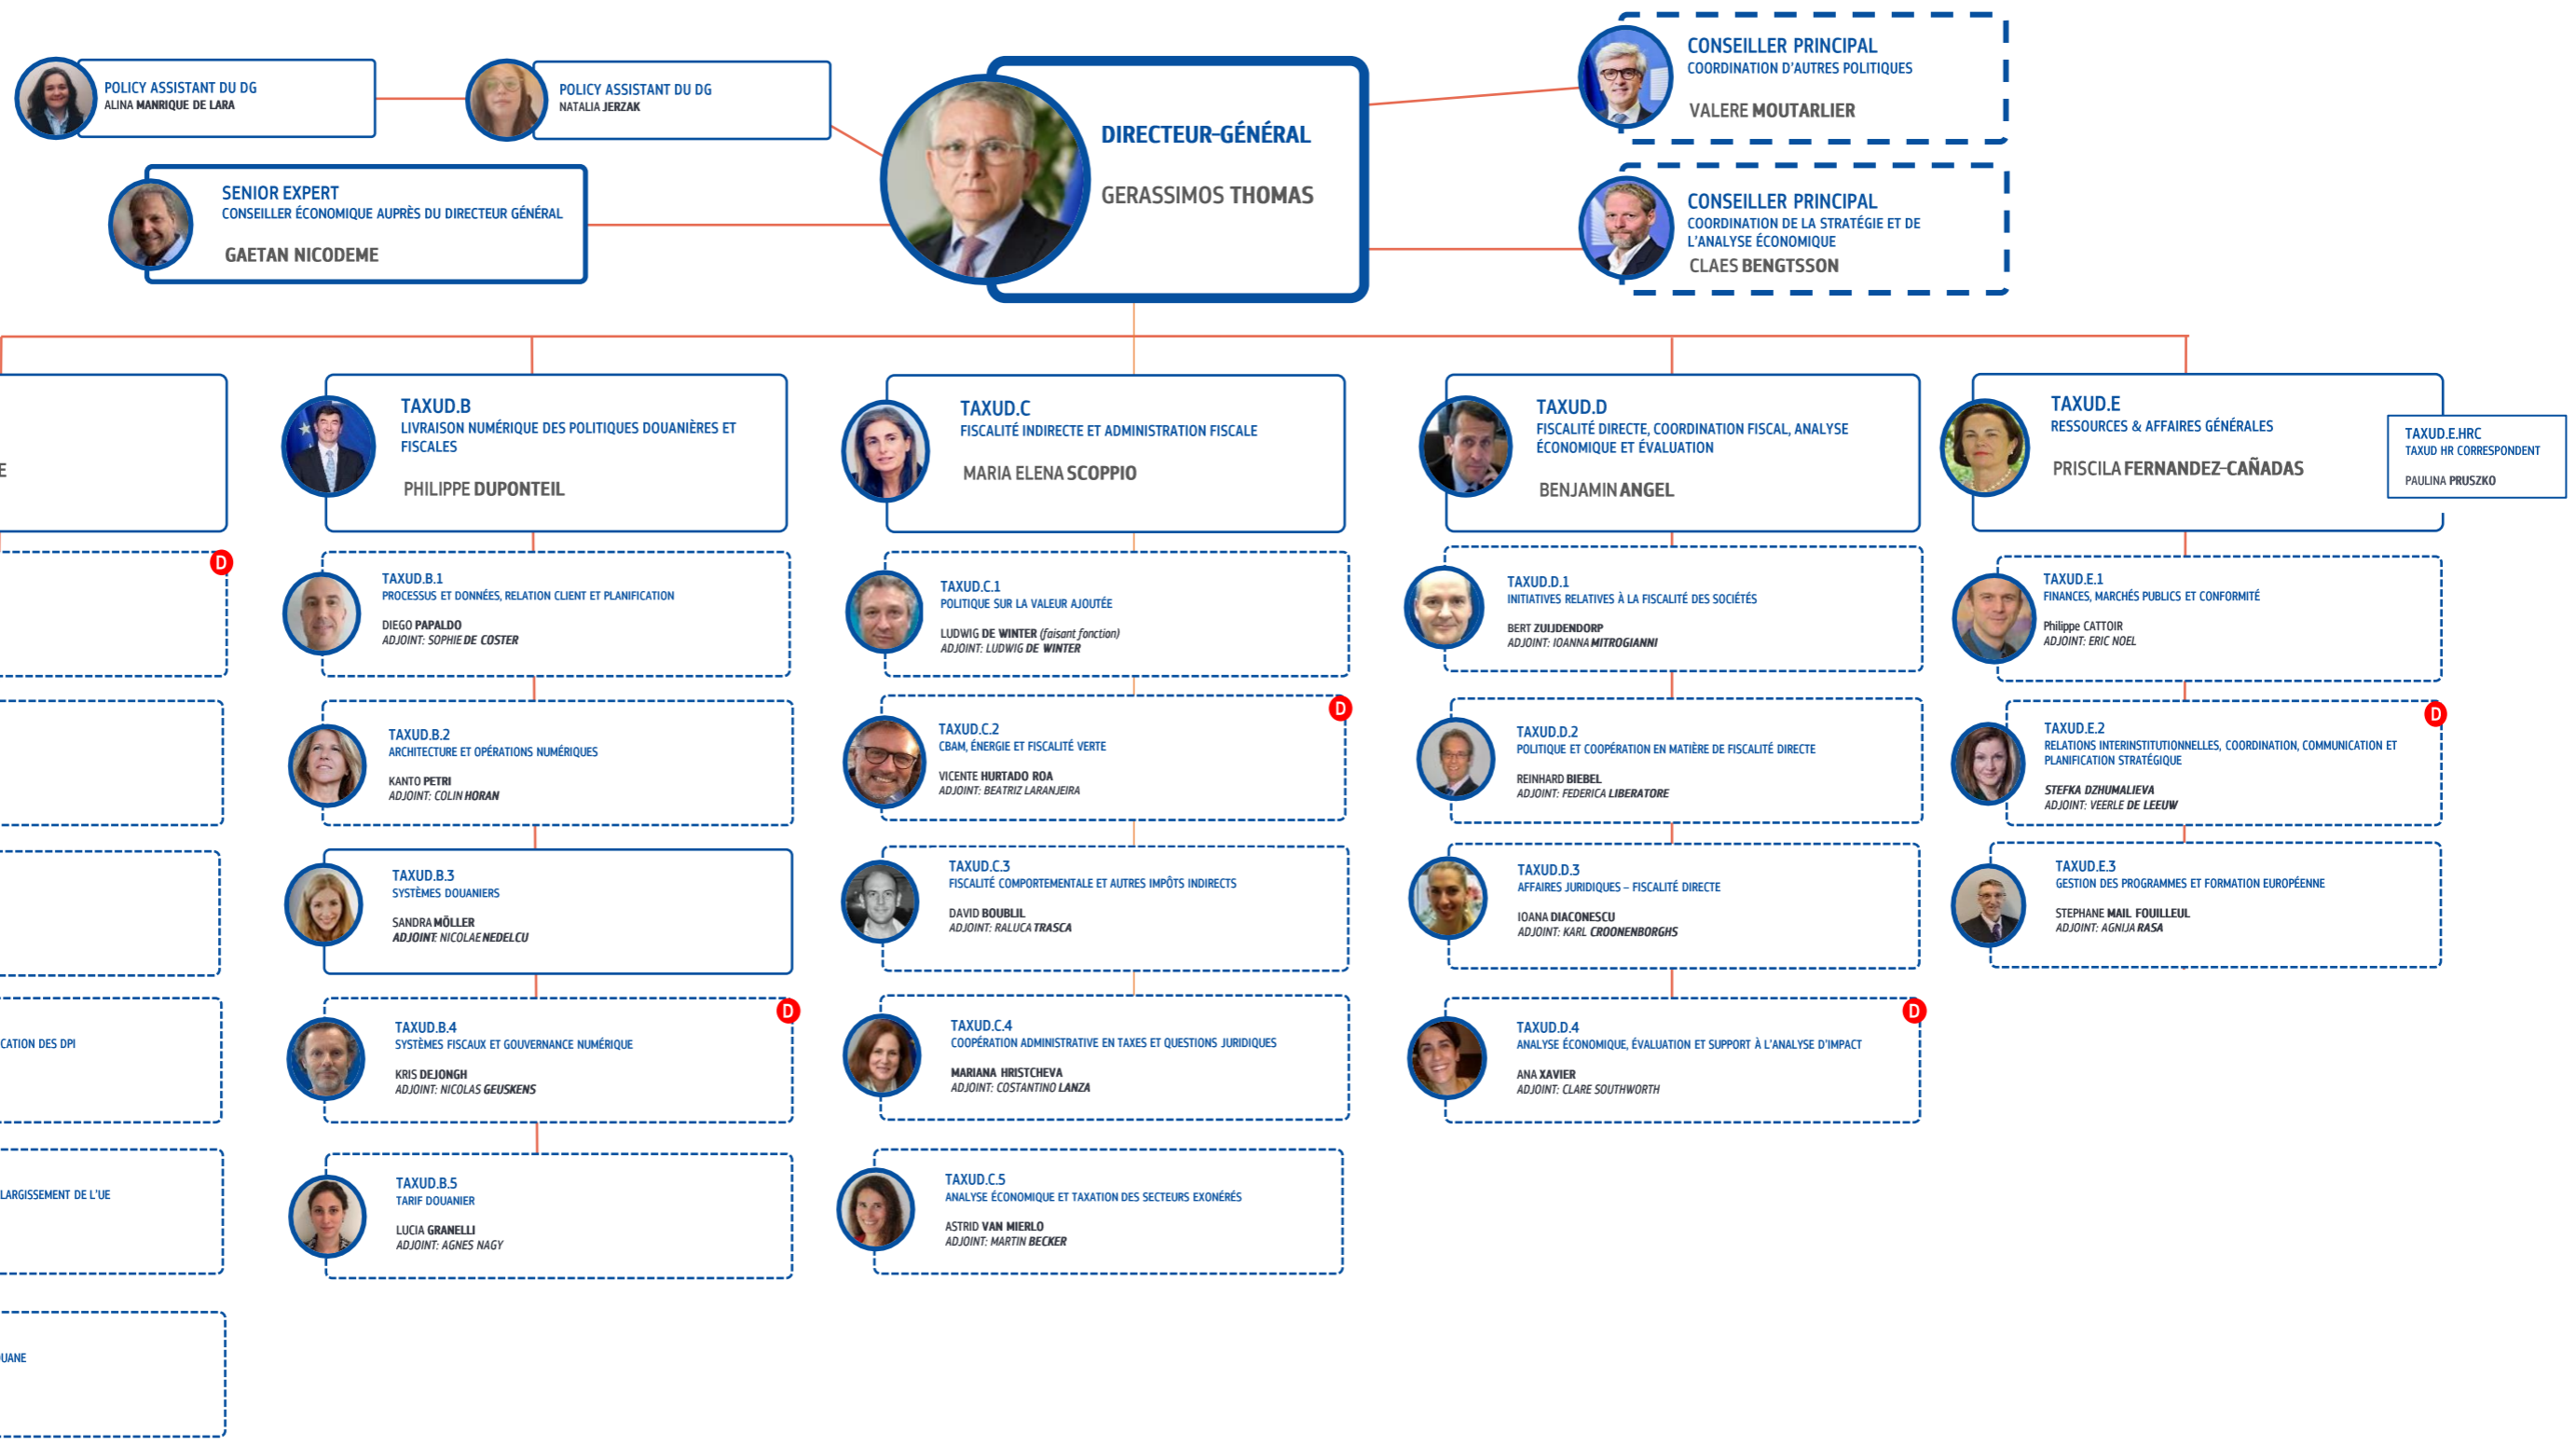 POLICY ASSISTANT DU DG
ALINA MANRIQUE DE LARA
POLICY ASSISTANT DU DG
NATALIA JERZAK
SENIOR EXPERT
CONSEILLER ÉCONOMIQUE AUPRÈS DU DIRECTEUR GÉNÉRAL
GAETAN NICODEME
DIRECTEUR-GÉNÉRAL
GERASSIMOS THOMAS
CONSEILLER PRINCIPAL
COORDINATION D'AUTRES POLITIQUES
VALERE MOUTARLIER
CONSEILLER PRINCIPAL
COORDINATION DE LA STRATÉGIE ET DE
L'ANALYSE ÉCONOMIQUE
CLAES BENGTSSON
E
D
CATION DES DPI
LARGISSEMENT DE L'UE
UANE
TAXUD.B
LIVRAISON NUMÉRIQUE DES POLITIQUES DOUANIÈRES ET
FISCALES
PHILIPPE DUPONTEIL
TAXUD.B.1
PROCESSUS ET DONNÉES, RELATION CLIENT ET PLANIFICATION
DIEGO PAPALDO
ADJOINT: SOPHIE DE COSTER
TAXUD.B.2
ARCHITECTURE ET OPÉRATIONS NUMÉRIQUES
KANTO PETRI
ADJOINT: COLIN HORAN
TAXUD.B.3
SYSTÈMES DOUANIERS
SANDRA MÖLLER
ADJOINT: NICOLAE NEDELCU
D
TAXUD.B.4
SYSTÈMES FISCAUX ET GOUVERNANCE NUMÉRIQUE
KRIS DEJONGH
ADJOINT: NICOLAS GEUSKENS
TAXUD.B.5
TARIF DOUANIER
LUCIA GRANELLI
ADJOINT: AGNES NAGY
TAXUD.C
FISCALITÉ INDIRECTE ET ADMINISTRATION FISCALE
MARIA ELENA SCOPPIO
TAXUD.C.1
POLITIQUE SUR LA VALEUR AJOUTÉE
LUDWIG DE WINTER (faisant fonction)
ADJOINT: LUDWIG DE WINTER
D
TAXUD.C.2
CBAM, ÉNERGIE ET FISCALITÉ VERTE
VICENTE HURTADO ROA
ADJOINT: BEATRIZ LARANJEIRA
TAXUD.C.3
FISCALITÉ COMPORTEMENTALE ET AUTRES IMPÔTS INDIRECTS
DAVID BOUBLIL
ADJOINT: RALUCA TRASCA
TAXUD.C.4
COOPÉRATION ADMINISTRATIVE EN TAXES ET QUESTIONS JURIDIQUES
MARIANA HRISTCHEVA
ADJOINT: COSTANTINO LANZA
TAXUD.C.5
ANALYSE ÉCONOMIQUE ET TAXATION DES SECTEURS EXONÉRÉS
ASTRID VAN MIERLO
ADJOINT: MARTIN BECKER
TAXUD.D
FISCALITÉ DIRECTE, COORDINATION FISCAL, ANALYSE
ÉCONOMIQUE ET ÉVALUATION
BENJAMIN ANGEL
TAXUD.D.1
INITIATIVES RELATIVES À LA FISCALITÉ DES SOCIÉTÉS
BERT ZUIJDENDORP
ADJOINT: IOANNA MITROGIANNI
TAXUD.D.2
POLITIQUE ET COOPÉRATION EN MATIÈRE DE FISCALITÉ DIRECTE
REINHARD BIEBEL
ADJOINT: FEDERICA LIBERATORE
TAXUD.D.3
AFFAIRES JURIDIQUES – FISCALITÉ DIRECTE
IOANA DIACONESCU
ADJOINT: KARL CROONENBORGHS
D
TAXUD.D.4
ANALYSE ÉCONOMIQUE, ÉVALUATION ET SUPPORT À L'ANALYSE D'IMPACT
ANA XAVIER
ADJOINT: CLARE SOUTHWORTH
TAXUD.E
RESSOURCES & AFFAIRES GÉNÉRALES
PRISCILA FERNANDEZ-CAÑADAS
TAXUD.E.HRC
TAXUD HR CORRESPONDENT
PAULINA PRUSZKO
TAXUD.E.1
FINANCES, MARCHÉS PUBLICS ET CONFORMITÉ
Philippe CATTOIR
ADJOINT: ERIC NOEL
D
TAXUD.E.2
RELATIONS INTERINSTITUTIONNELLES, COORDINATION, COMMUNICATION ET
PLANIFICATION STRATÉGIQUE
STEFKA DZHUMALIEVA
ADJOINT: VEERLE DE LEEUW
TAXUD.E.3
GESTION DES PROGRAMMES ET FORMATION EUROPÉENNE
STEPHANE MAIL FOUILLEUL
ADJOINT: AGNIJA RASA